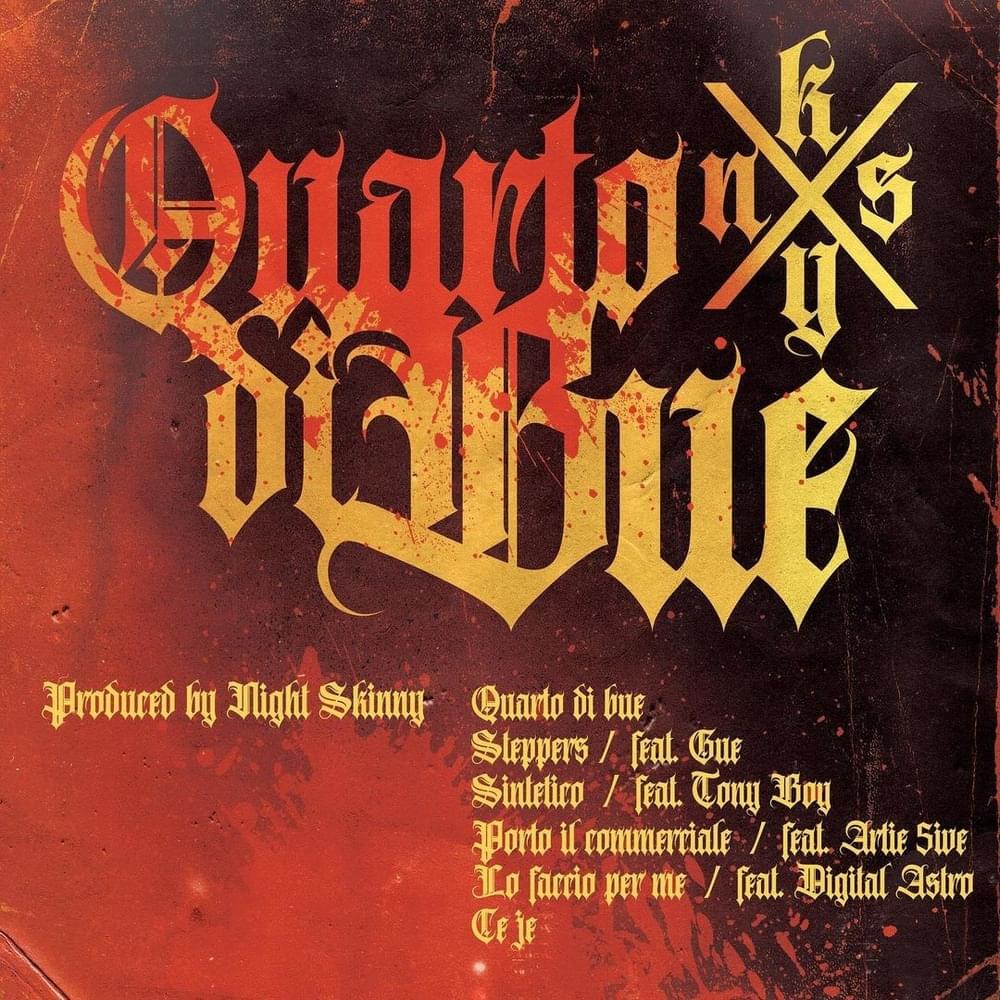 Quarto
di Bue
k
n s
y
Produced by Night Skinny
Quarto di bue
Steppers / feat. Gue
Sintetico / feat. Tony Boy
Porto il commerciale / feat. Artie 5ive
Lo faccio per me / feat. Digital Astro
Te je